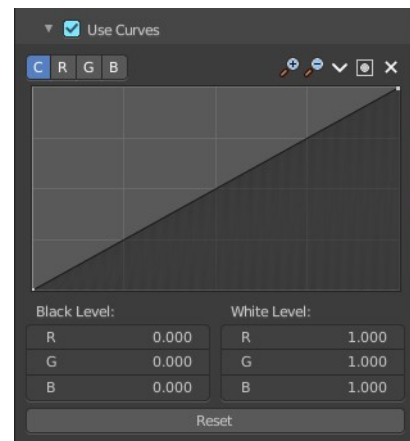 Use Curves
C R G B
Black Level: White Level:
R 0.000 R 1.000
G 0.000 G 1.000
B 0.000 B 1.000
Reset